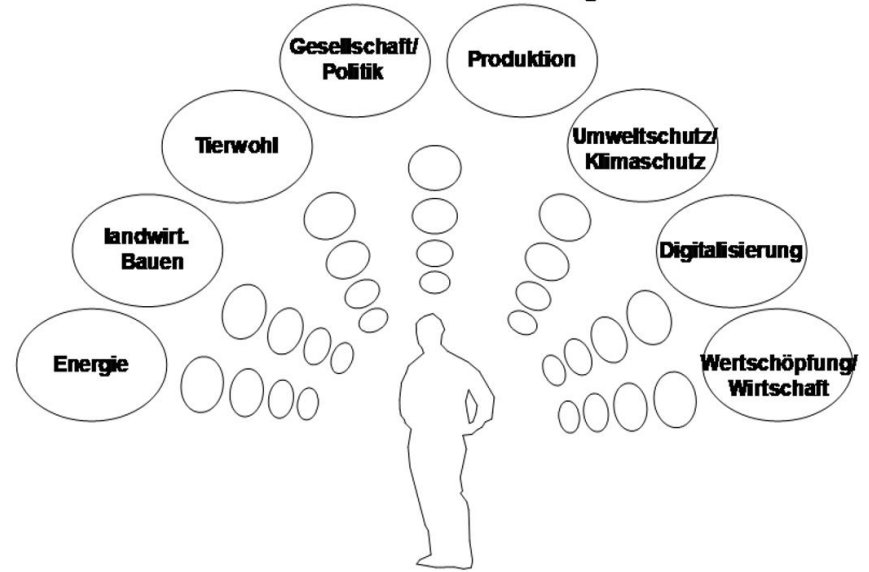 Gesellschaft/
Politik
Produktion
Tierwohl
Umweltschutz/
Klimaschutz
landwirt.
Bauen
Digitalisierung
Energie
Wertschöpfung/
Wirtschaft